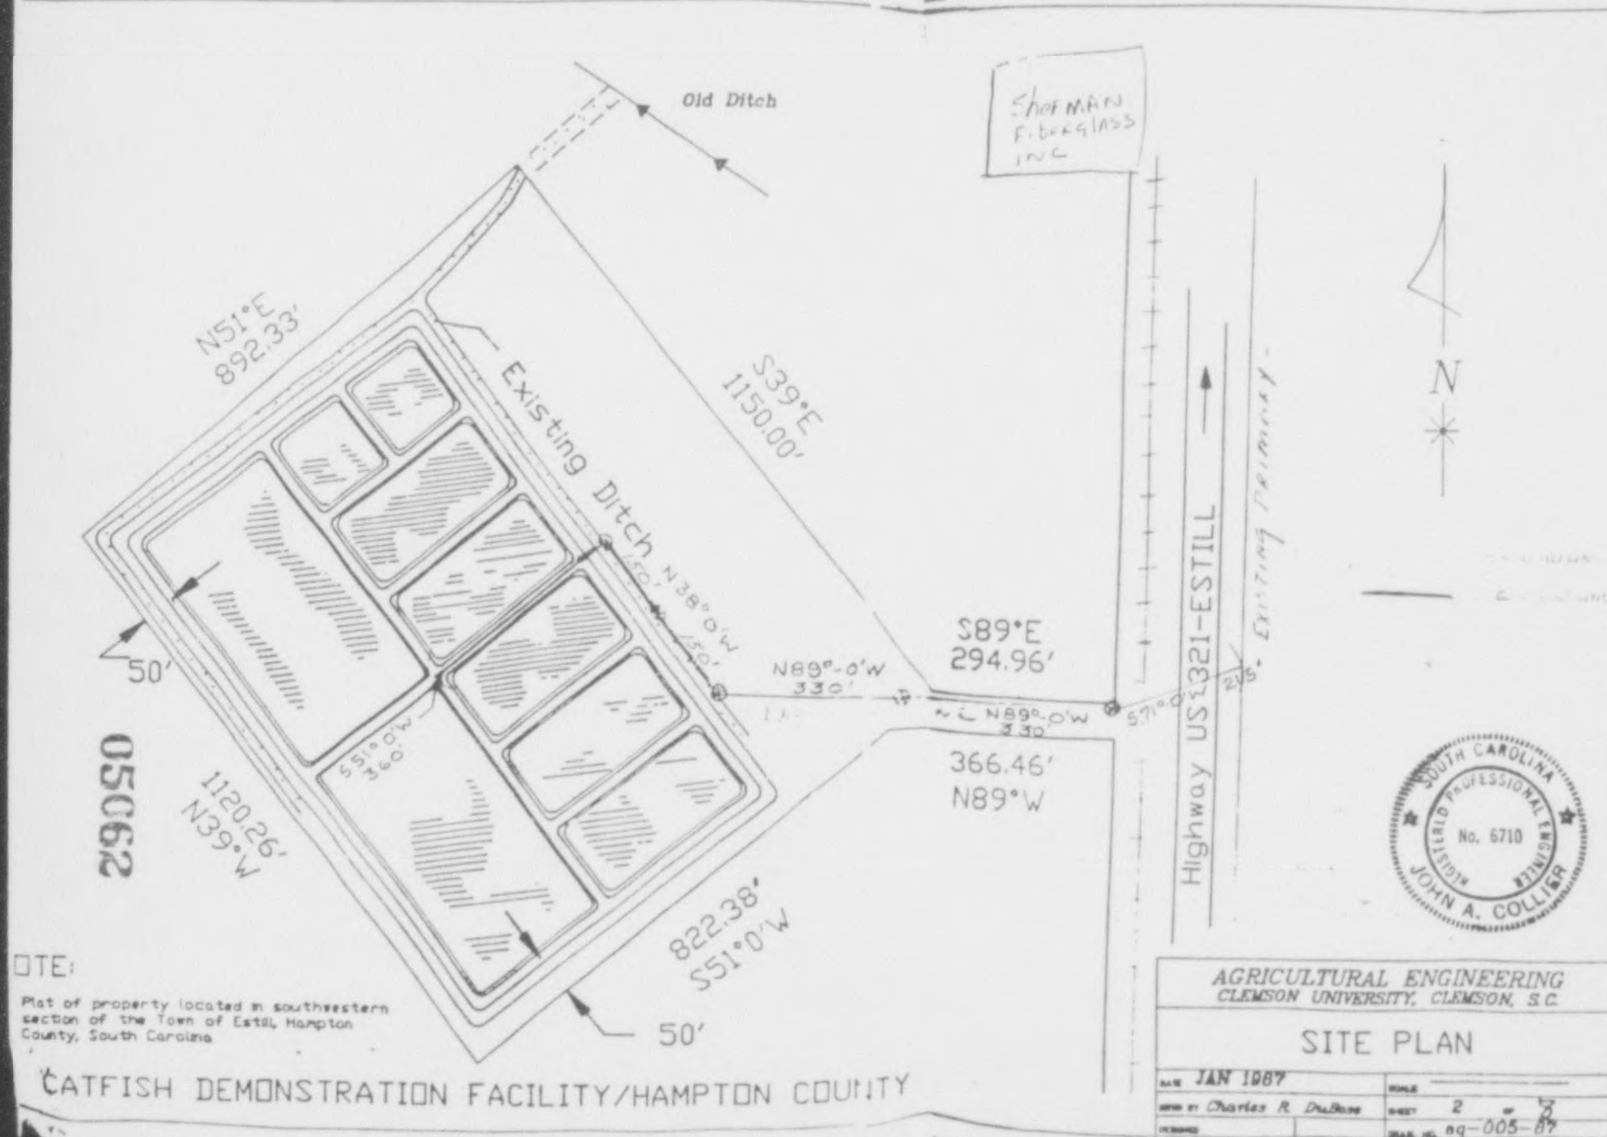 Old Ditch
SherMAN
FiberglASS
INC
N51°E
892.33'
Existing Ditch
S39°E
1150.00'
150'
N38°0'W
150'
N89°-0'W
330'
S89°E
294.96'
N89°-0'W
330'
366.46'
N89°W
S71°-0'
215'
Highway US 321-ESTILL
EXISTING PRIMARY
N
50'
S51°0'W
360'
05062
1120.26'
N39°W
822.38'
S51°0'W
50'
SOUTH CAROLINA
REGISTERED PROFESSIONAL ENGINEER
No. 6710
JOHN A. COLLIER
OTE:
Plat of property located in southwestern
section of the Town of Estill, Hampton
County, South Carolina
CATFISH DEMONSTRATION FACILITY/HAMPTON COUNTY
AGRICULTURAL ENGINEERING
CLEMSON UNIVERSITY, CLEMSON, S.C.
SITE PLAN
DATE JAN 1987
SCALE
Charles R. DuBose
SHEET 2 OF
ag-005-87